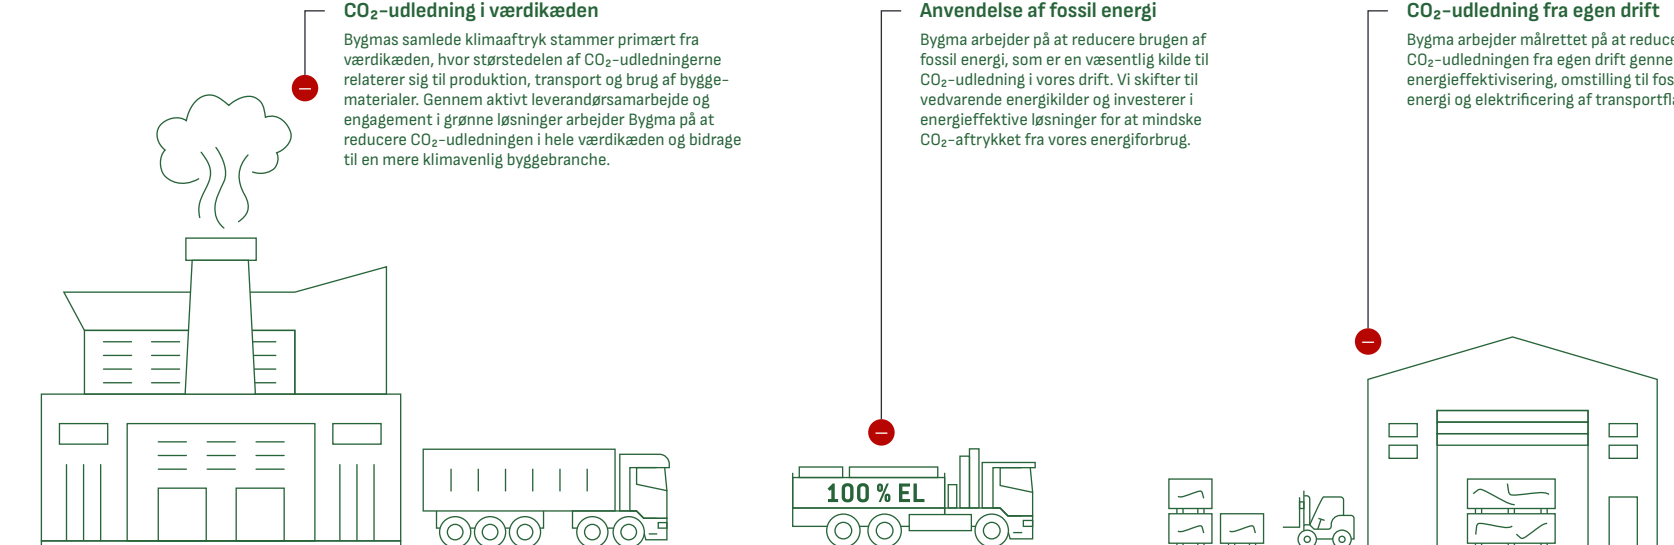 CO₂-udledning i værdikæden
Bygmas samlede klimaaftryk stammer primært fra
værdikæden, hvor størstedelen af CO₂-udledningerne
relaterer sig til produktion, transport og brug af bygge-
materialer. Gennem aktivt leverandørsamarbejde og
engagement i grønne løsninger arbejder Bygma på at
reducere CO₂-udledningen i hele værdikæden og bidrage
til en mere klimavenlig byggebranche.
Anvendelse af fossil energi
Bygma arbejder på at reducere brugen af
fossil energi, som er en væsentlig kilde til
CO₂-udledning i vores drift. Vi skifter til
vedvarende energikilder og investerer i
energieffektive løsninger for at mindske
CO₂-aftrykket fra vores energiforbrug.
CO₂-udledning fra egen drift
Bygma arbejder målrettet på at reduce
CO₂-udledningen fra egen drift genne
energieffektivisering, omstilling til fos
energi og elektrificering af transportfl
100 % EL